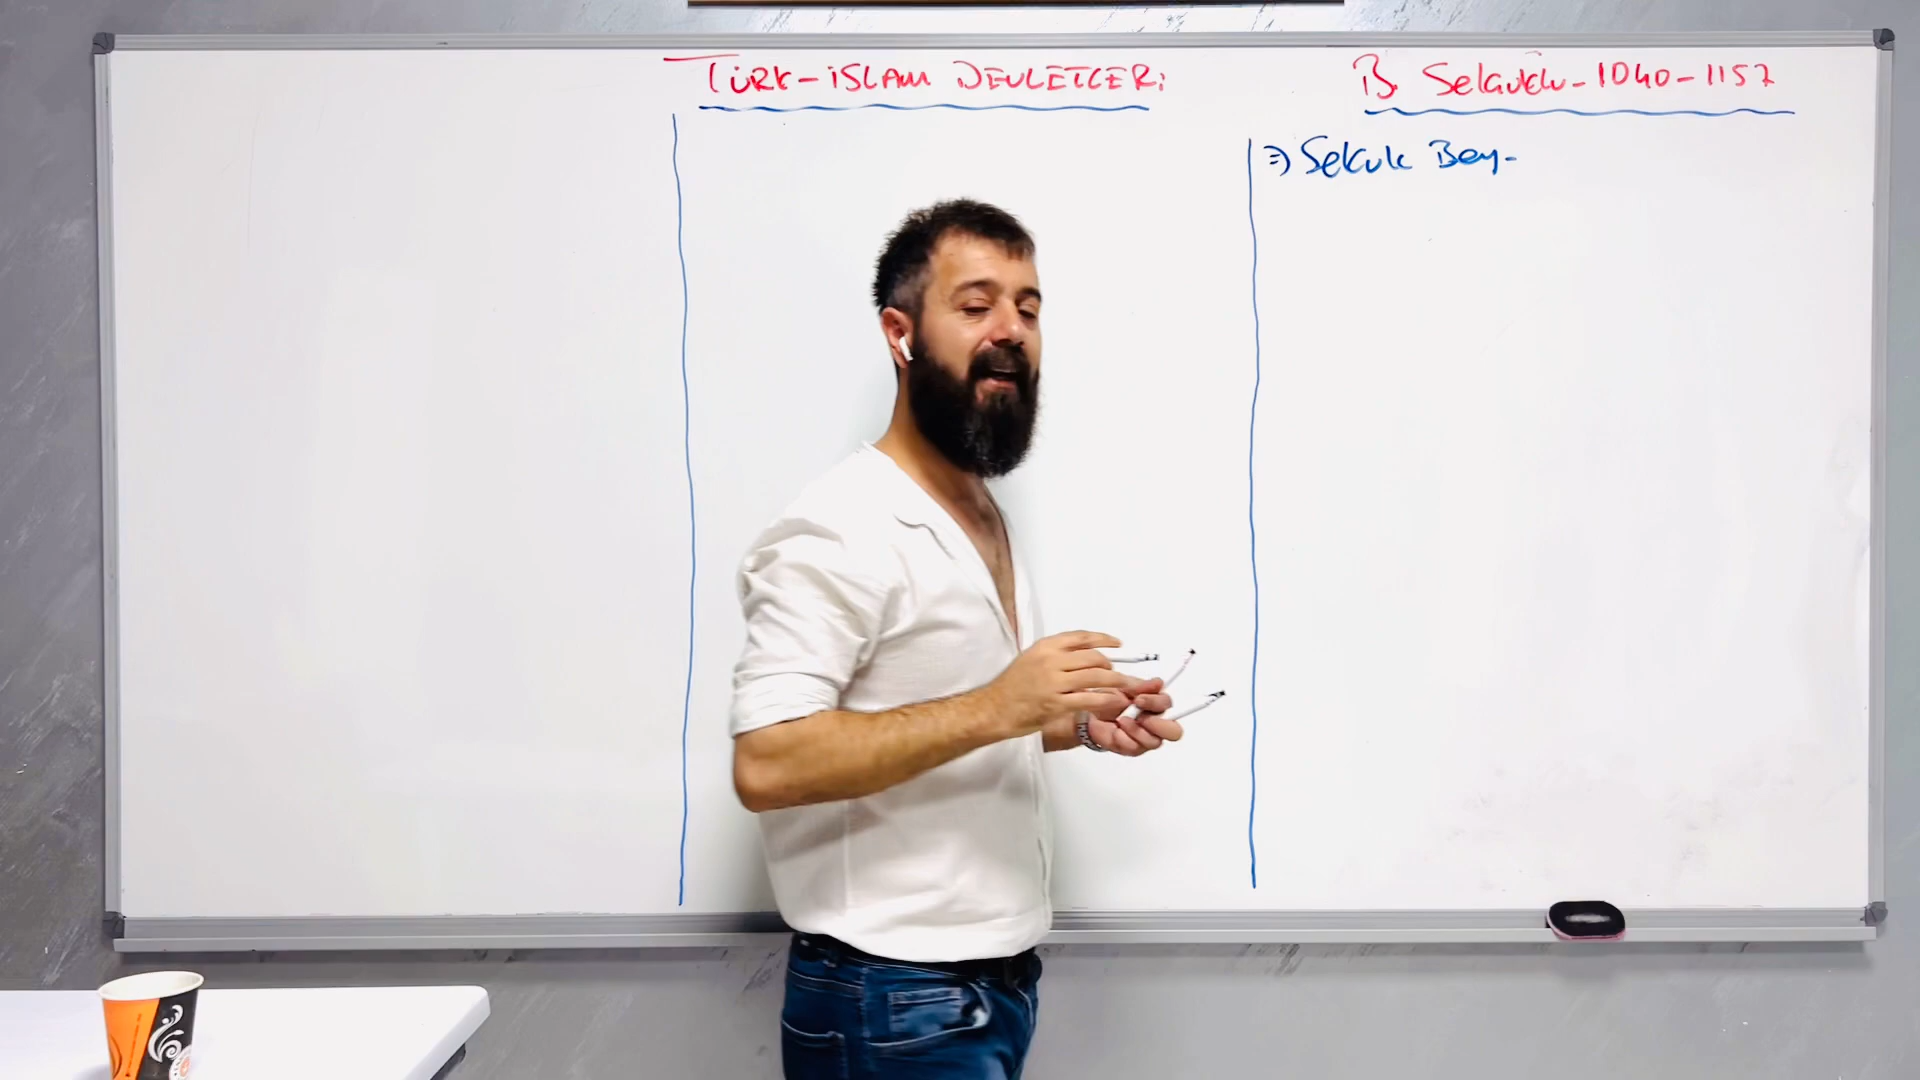 TÜRK-İSLAM DEVLETLERİ
B. Selçuklu-1040-1157
⇒ Selçuk Bey-